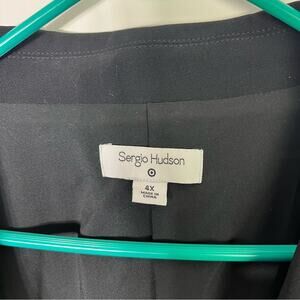 Sergio Hudson
4X
MADE IN
CHINA